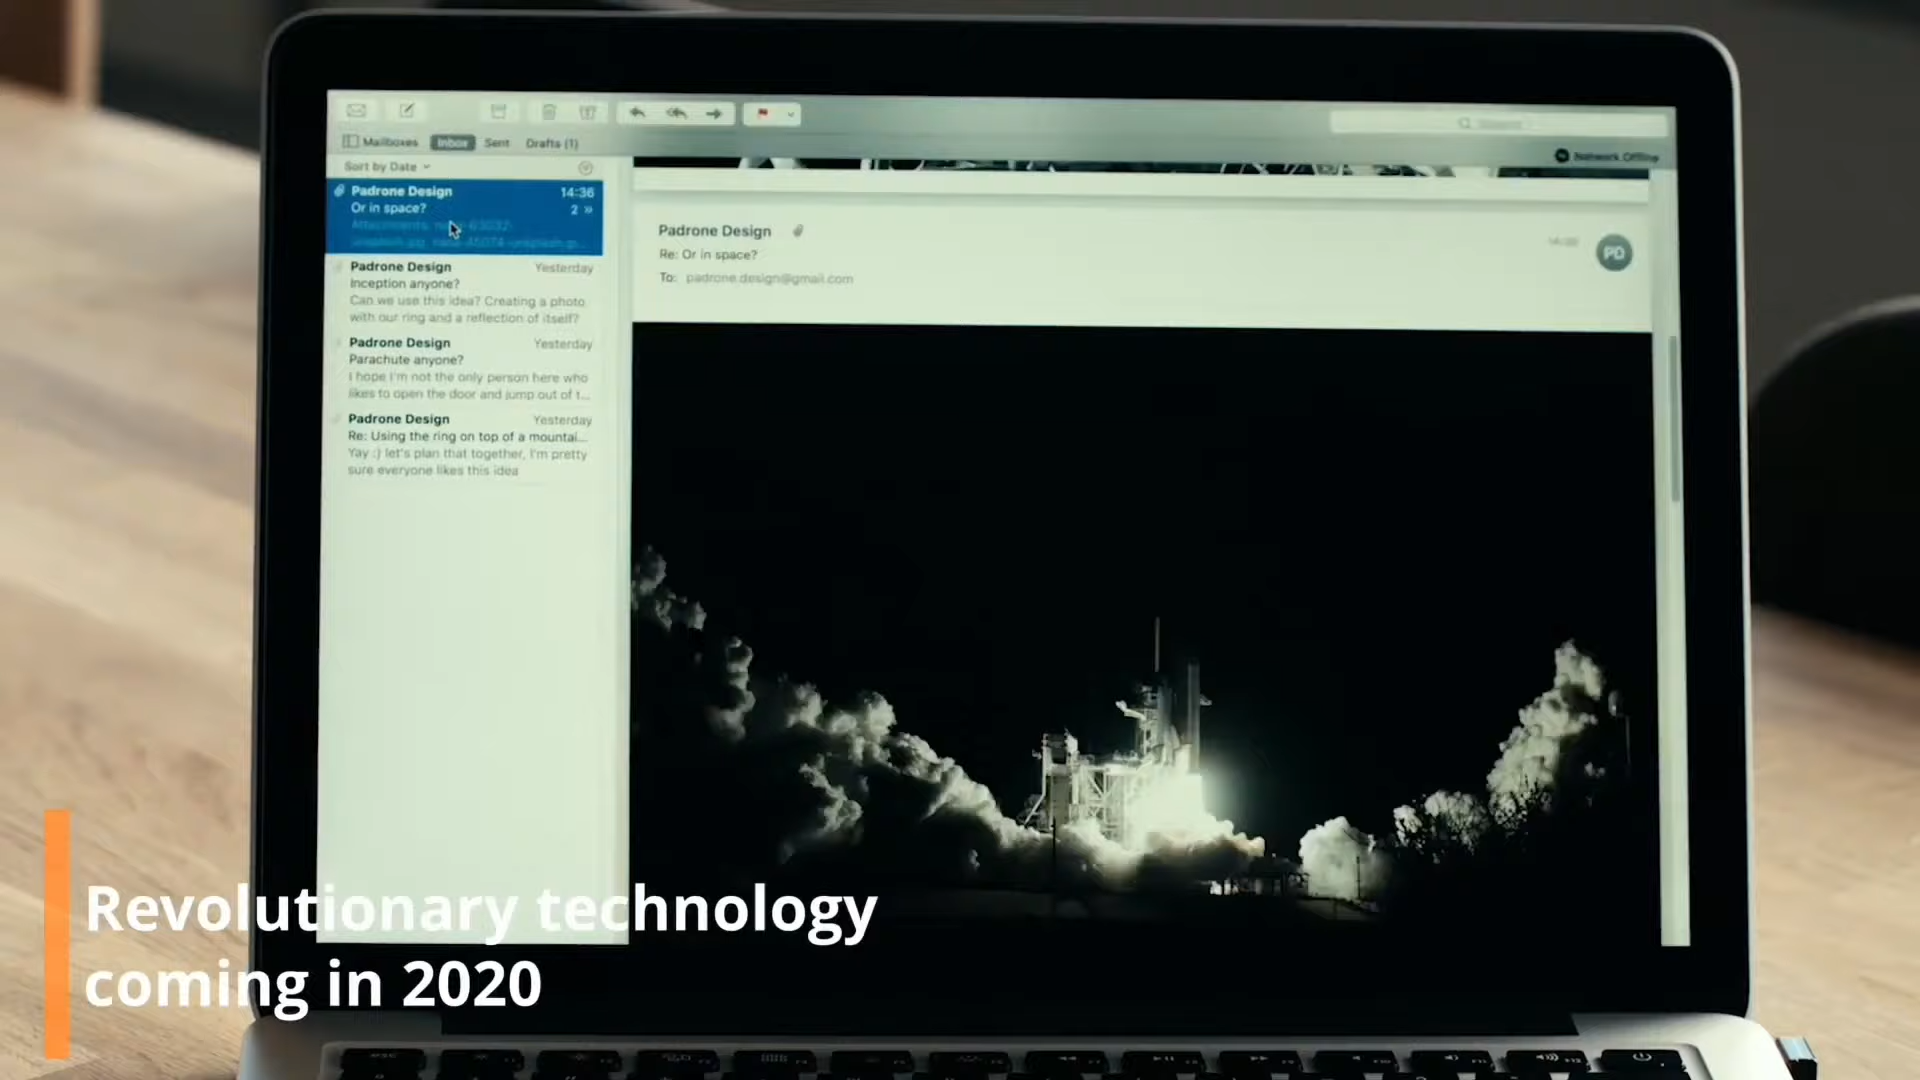 Mailboxes Inbox Sent Drafts (1)
Network Offline
Sort by Date
Padrone Design 14:36
Or in space? 2 »
Padrone Design Yesterday
Inception anyone?
Can we use this idea? Creating a photo
with our ring and a reflection of itself?
Padrone Design Yesterday
Parachute anyone?
I hope I'm not the only person here who
likes to open the door and jump out of t...
Padrone Design Yesterday
Re: Using the ring on top of a mountai...
Yay :) let's plan that together, I'm pretty
sure everyone likes this idea
Padrone Design
Re: Or in space?
To: padrone.design@gmail.com
PD
Revolutionary technology
coming in 2020